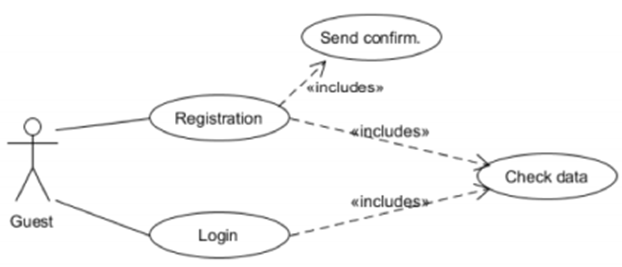 Send confirm.
«includes»
Registration
«includes»
Check data
«includes»
Guest
Login